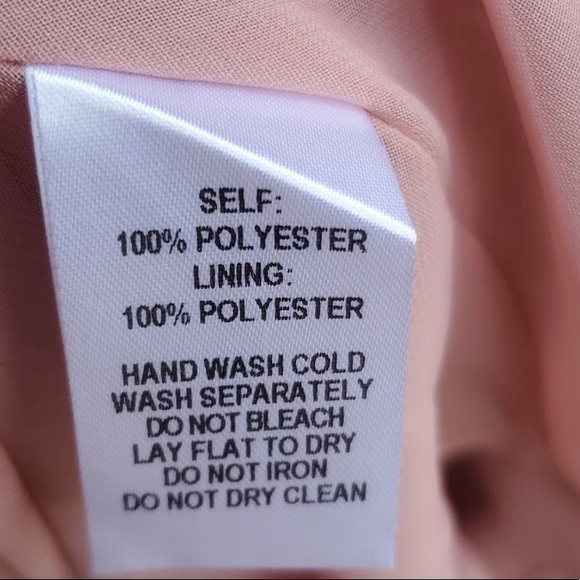 SELF:
100% POLYESTER
LINING:
100% POLYESTER
HAND WASH COLD
WASH SEPARATELY
DO NOT BLEACH
LAY FLAT TO DRY
DO NOT IRON
DO NOT DRY CLEAN